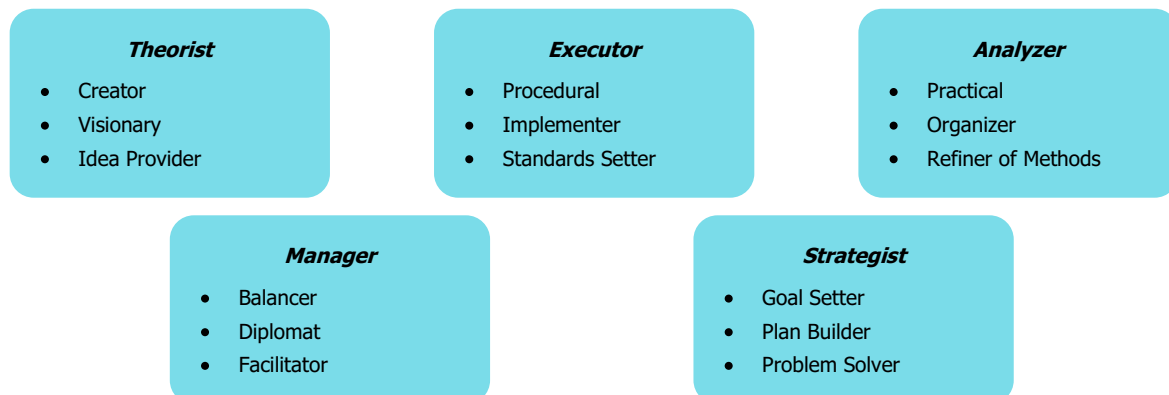 Theorist
• Creator
• Visionary
• Idea Provider
Executor
• Procedural
• Implementer
• Standards Setter
Analyzer
• Practical
• Organizer
• Refiner of Methods
Manager
• Balancer
• Diplomat
• Facilitator
Strategist
• Goal Setter
• Plan Builder
• Problem Solver